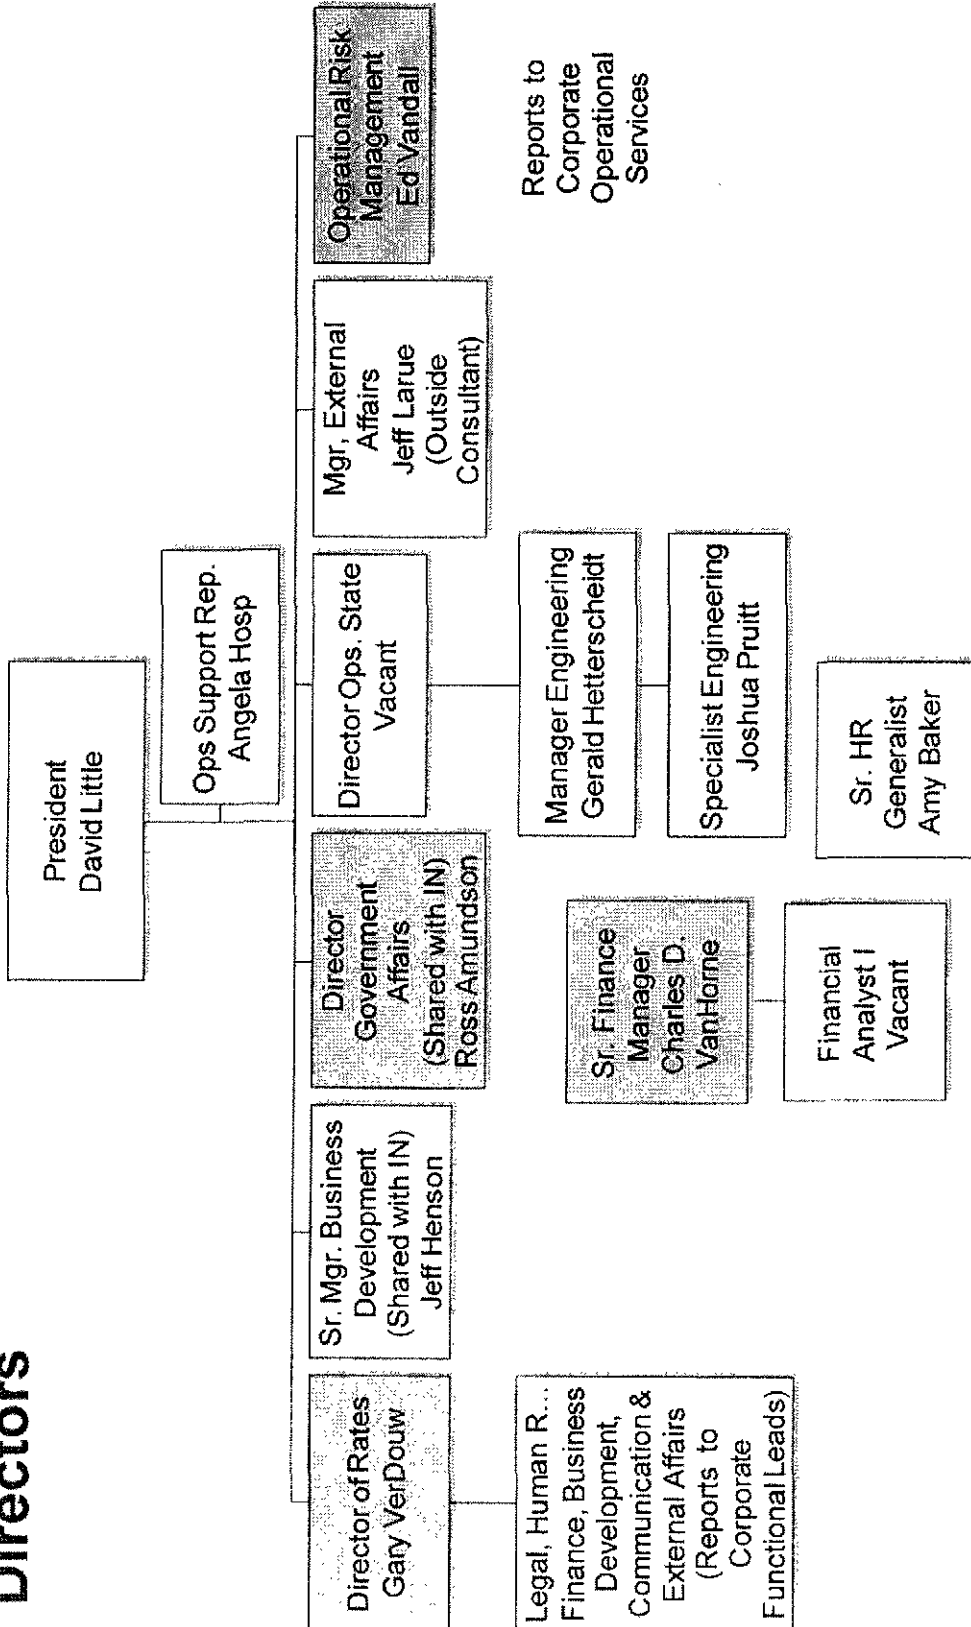 Directors
President
David Little
Ops Support Rep.
Angela Hosp
Director of Rates
Gary VerDouw
Sr. Mgr. Business
Development
(Shared with IN)
Jeff Henson
Director
Government
Affairs
(Shared with IN)
Ross Amundson
Director Ops. State
Vacant
Mgr, External
Affairs
Jeff Larue
(Outside
Consultant)
Operational Risk
Management
Ed Vandall
Legal, Human R...
Finance, Business
Development,
Communication &
External Affairs
(Reports to
Corporate
Functional Leads)
Sr. Finance
Manager
Charles D.
VanHorne
Financial
Analyst I
Vacant
Manager Engineering
Gerald Hetterscheidt
Specialist Engineering
Joshua Pruitt
Sr. HR
Generalist
Amy Baker
Reports to
Corporate
Operational
Services